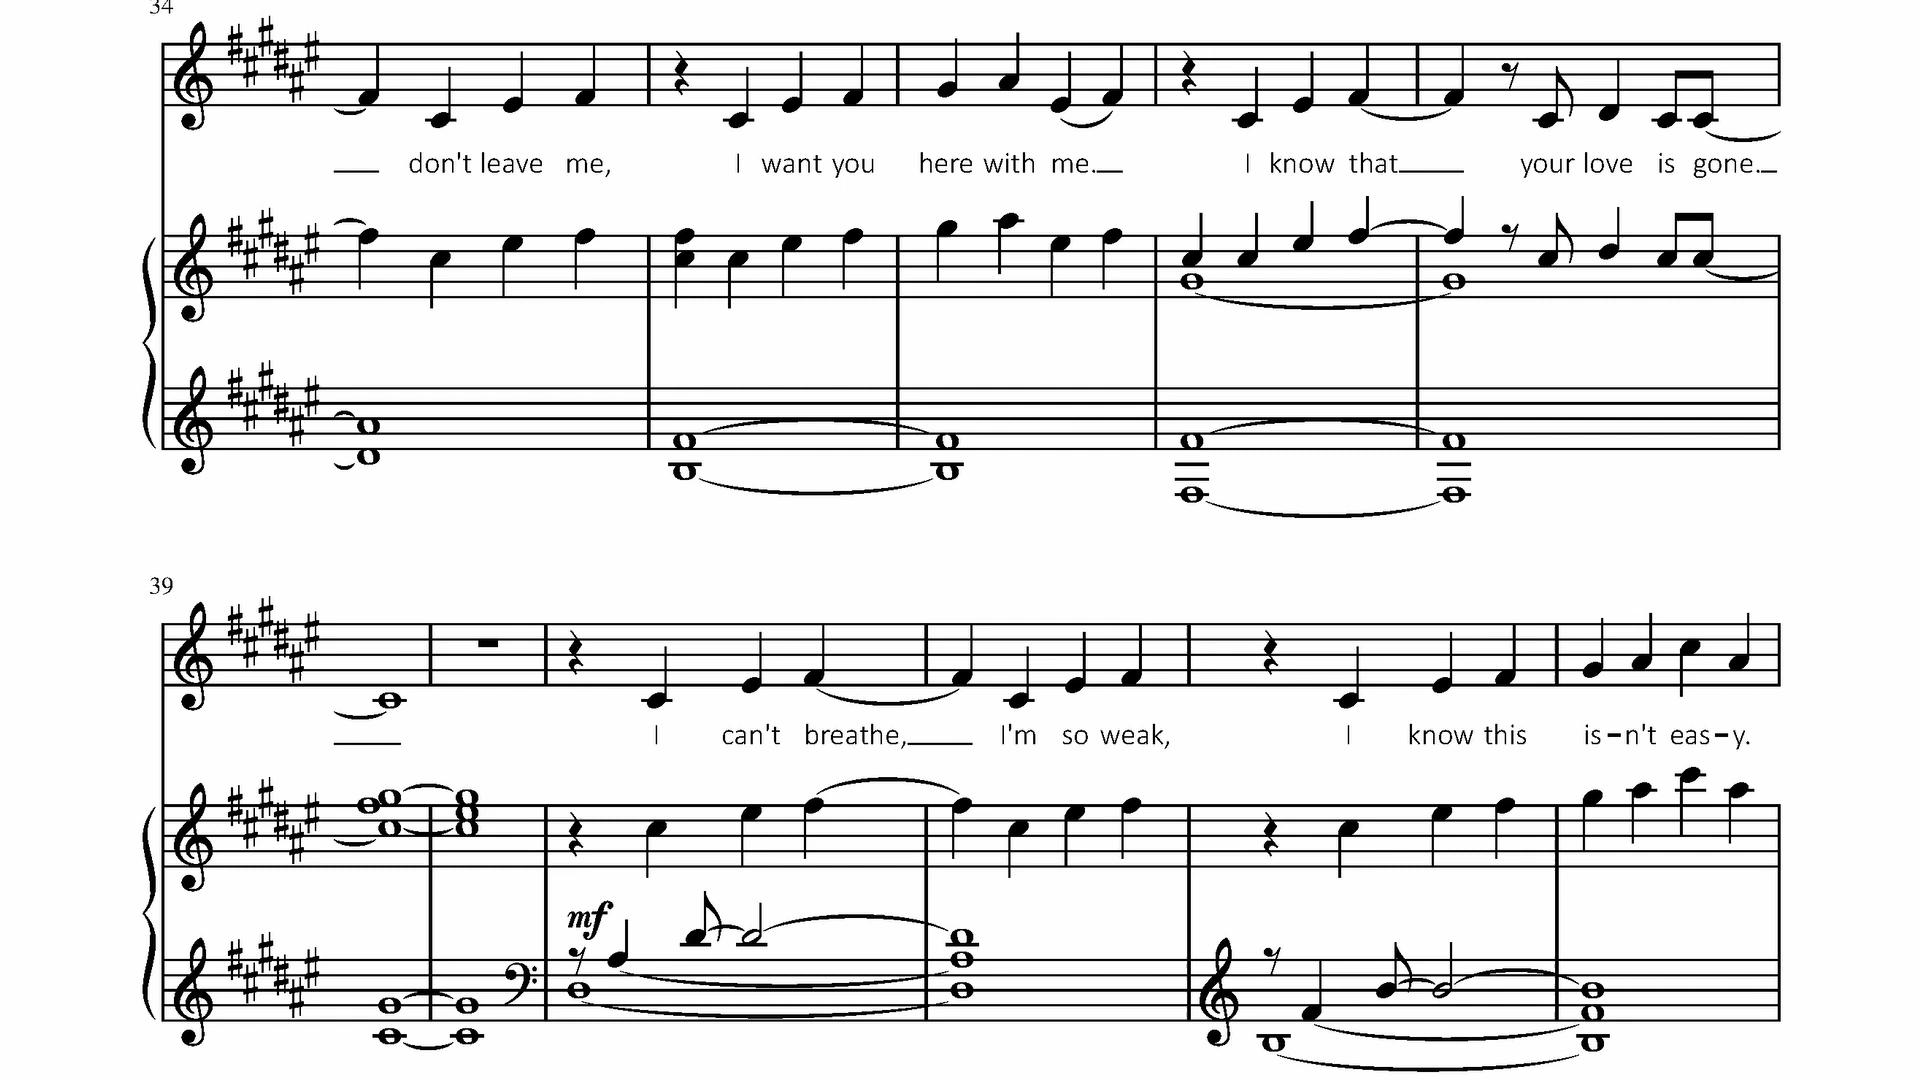 34
don't leave me, I want you here with me. I know that your love is gone.
39
I can't breathe, I'm so weak, I know this is-n't eas-y.
mf